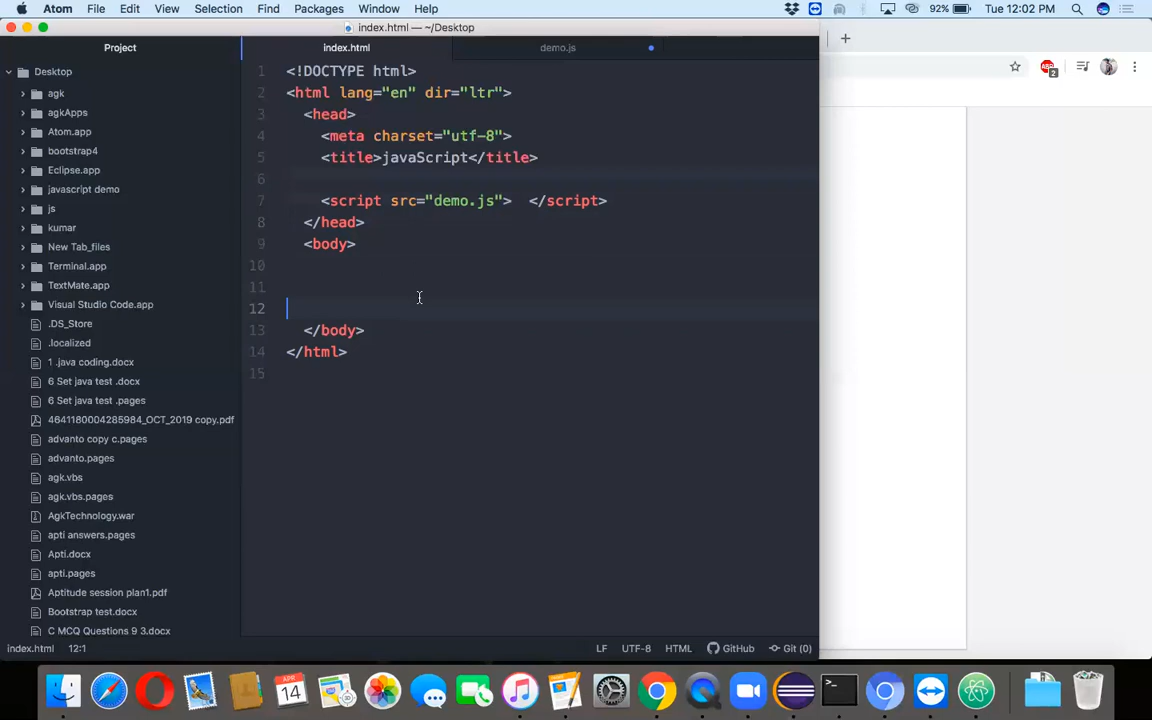 Atom File Edit View Selection Find Packages Window Help
92% Tue 12:02 PM
index.html — ~/Desktop
Project
index.html
demo.js
Desktop
agk
agkApps
Atom.app
bootstrap4
Eclipse.app
javascript demo
js
kumar
New Tab_files
Terminal.app
TextMate.app
Visual Studio Code.app
.DS_Store
.localized
1 .java coding.docx
6 Set java test .docx
6 Set java test .pages
4641180004285984_OCT_2019 copy.pdf
advanto copy c.pages
advanto.pages
agk.vbs
agk.vbs.pages
AgkTechnology.war
apti answers.pages
Apti.docx
apti.pages
Aptitude session plan1.pdf
Bootstrap test.docx
C MCQ Questions 9 3.docx
1 <!DOCTYPE html>
2 <html lang="en" dir="ltr">
3 <head>
4 <meta charset="utf-8">
5 <title>javaScript</title>
6
7 <script src="demo.js"> </script>
8 </head>
9 <body>
10
11
12
13 </body>
14 </html>
15
index.html 12:1
LF UTF-8 HTML GitHub Git (0)
ABP
2
APR
14